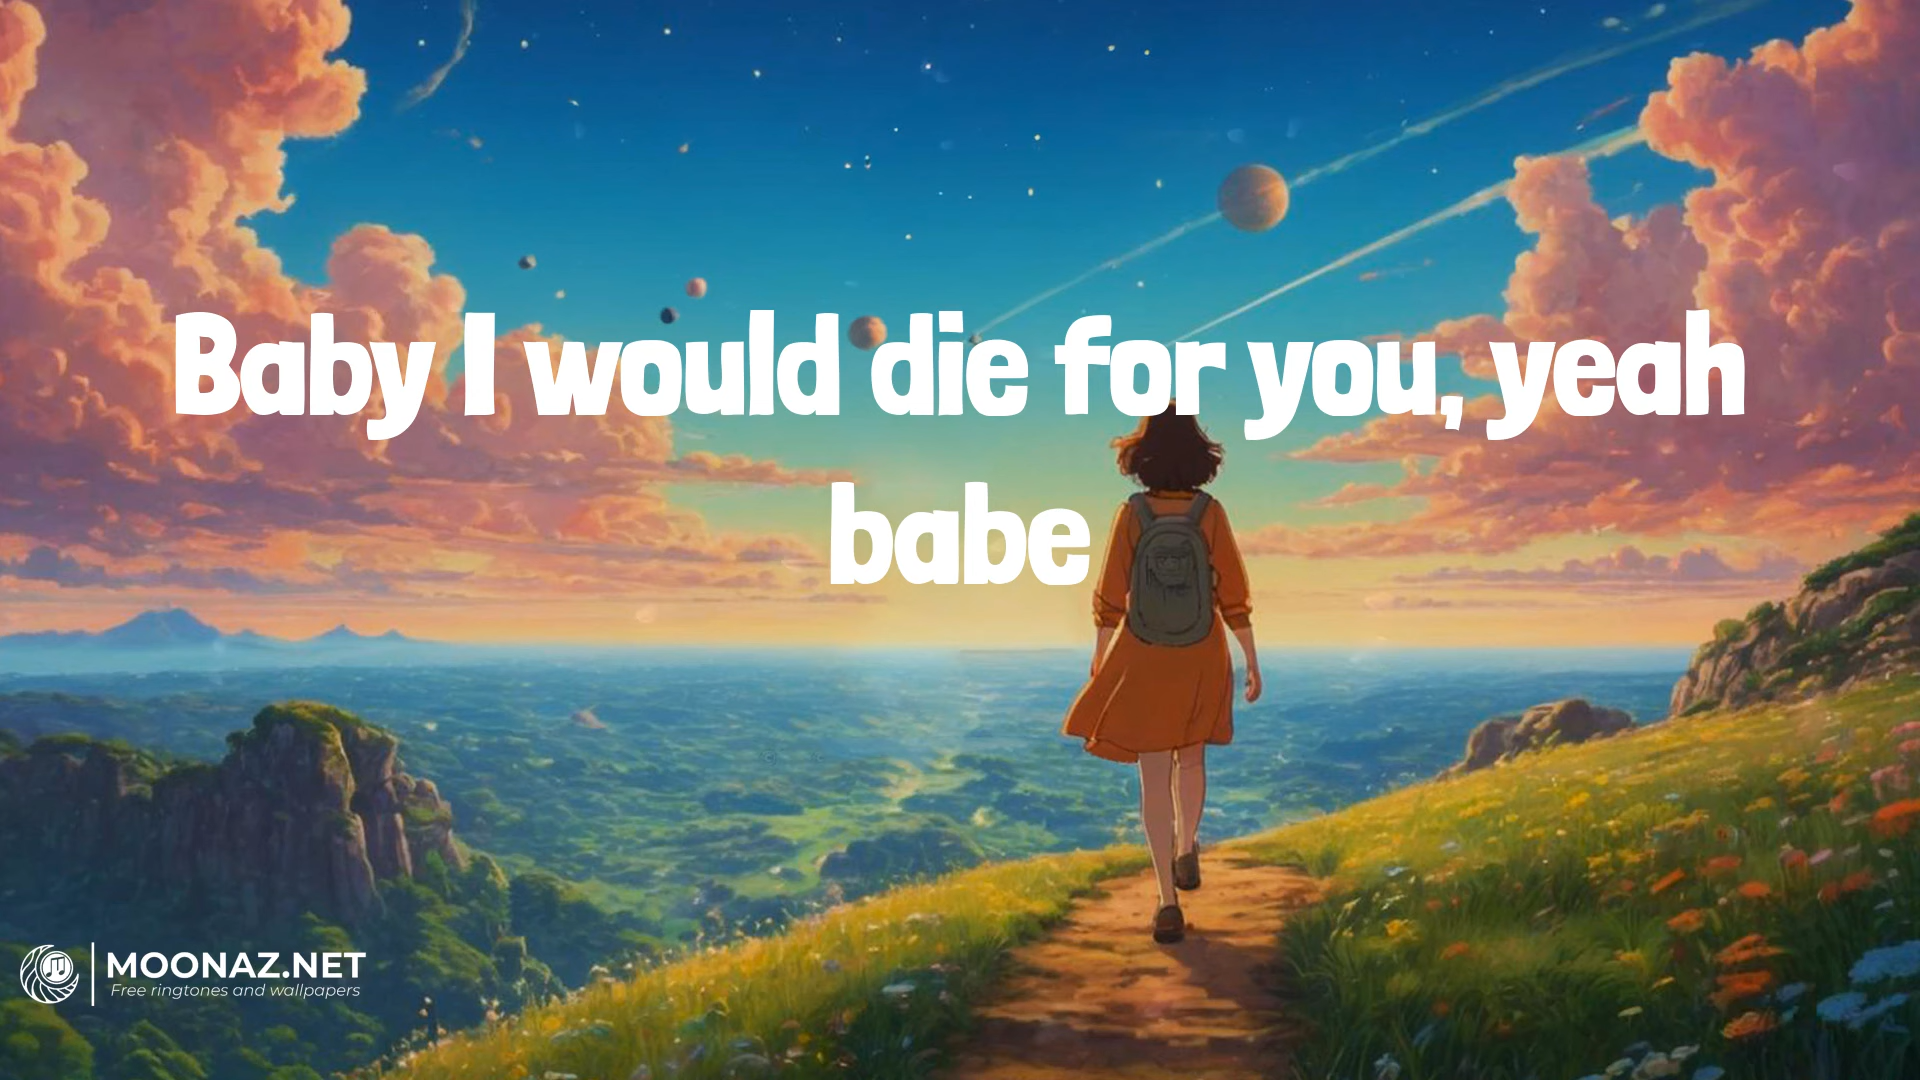 Baby I would die for you, yeah
babe
MOONAZ.NET
Free ringtones and wallpapers